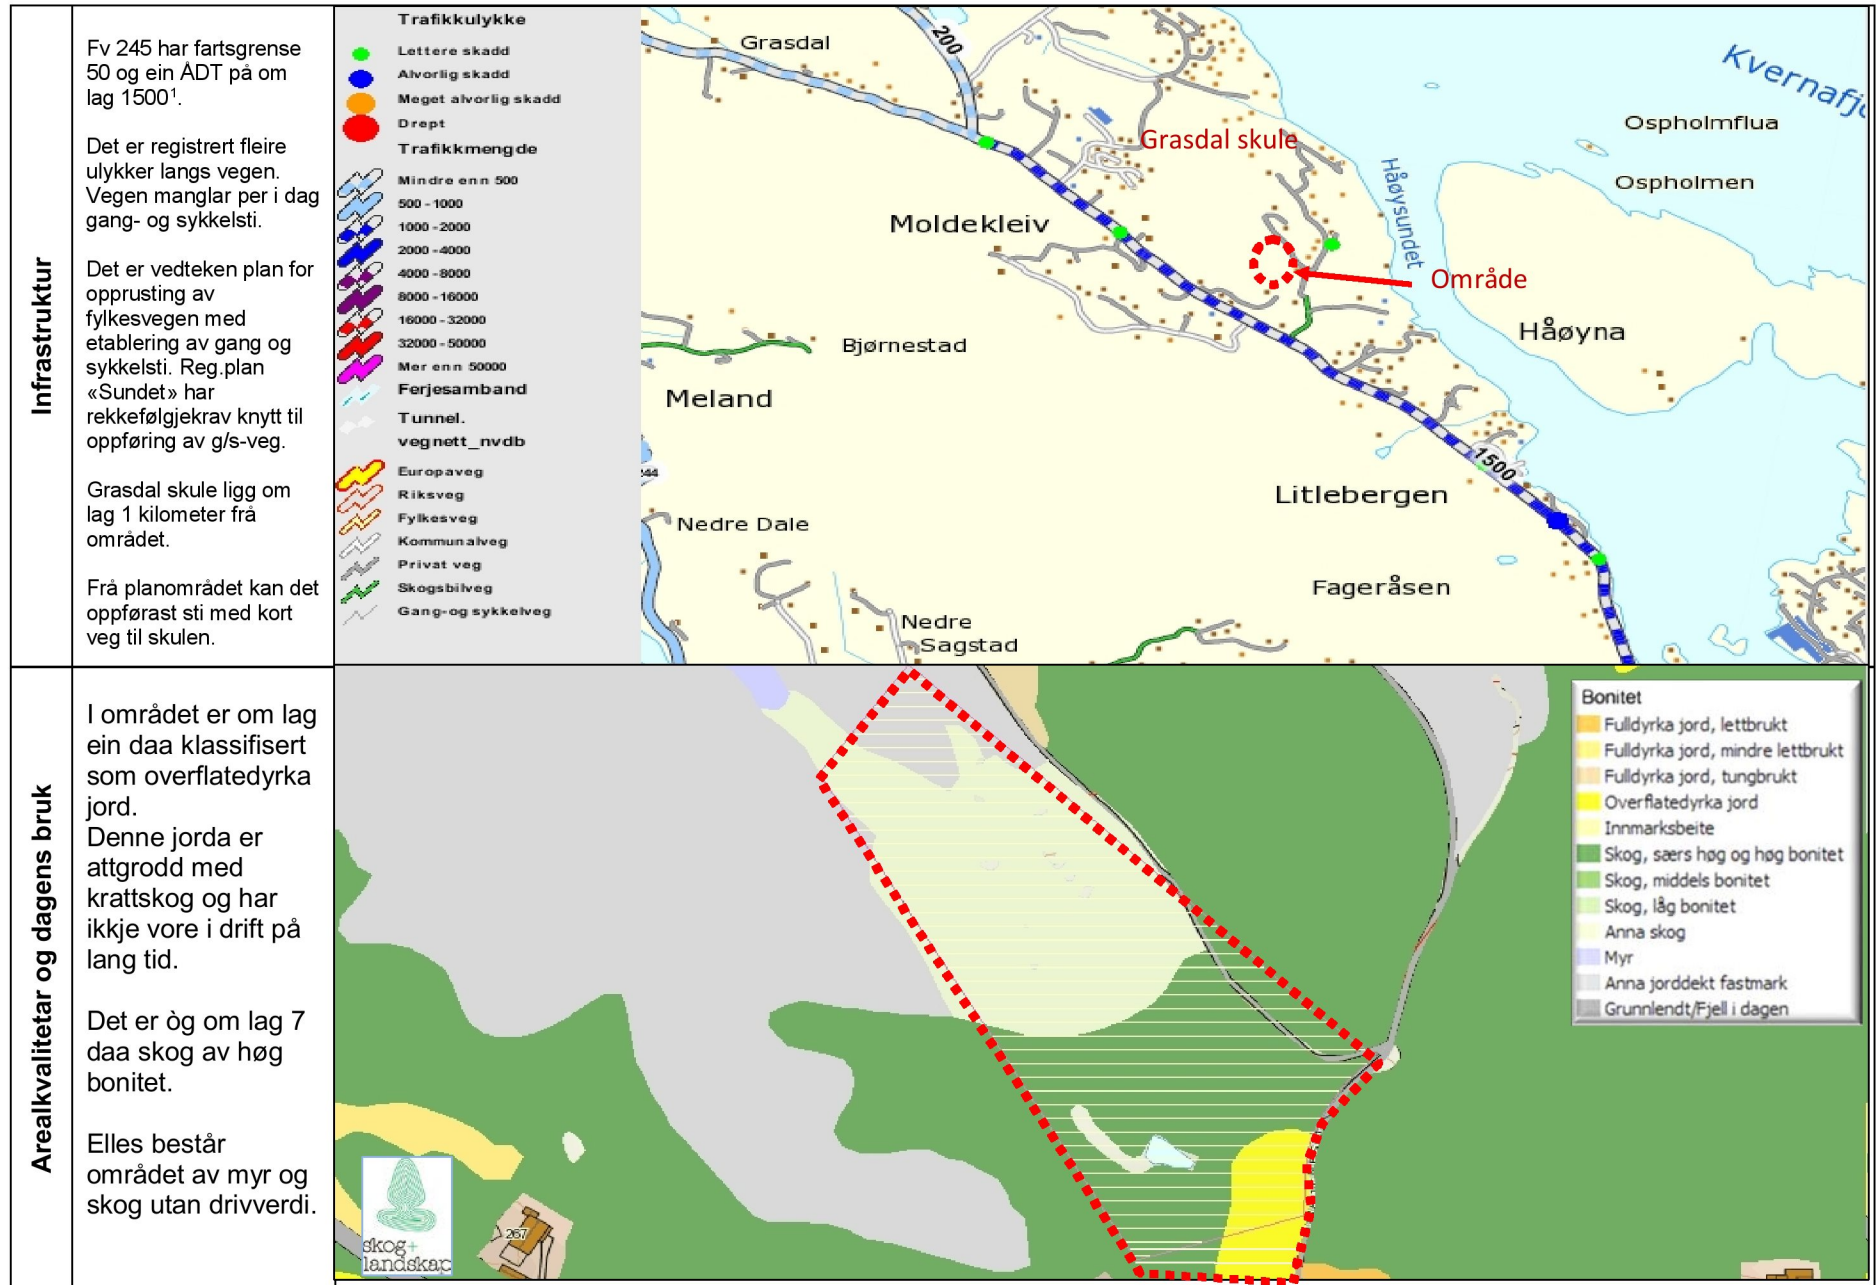 Infrastruktur
Fv 245 har fartsgrense
50 og ein ÅDT på om
lag 1500¹.
Det er registrert fleire
ulykker langs vegen.
Vegen manglar per i dag
gang- og sykkelsti.
Det er vedteken plan for
opprusting av
fylkesvegen med
etablering av gang og
sykkelsti. Reg.plan
«Sundet» har
rekkefølgjekrav knytt til
oppføring av g/s-veg.
Grasdal skule ligg om
lag 1 kilometer frå
området.
Frå planområdet kan det
oppførast sti med kort
veg til skulen.
Trafikkulykke
Lettere skadd
Alvorlig skadd
Meget alvorlig skadd
Drept
Trafikkmengde
Mindre enn 500
500 - 1000
1000 - 2000
2000 - 4000
4000 - 8000
8000 - 16000
16000 - 32000
32000 - 50000
Mer enn 50000
Ferjesamband
Tunnel.
vegnett_nvdb
Europaveg
Riksveg
Fylkesveg
Kommunalveg
Privat veg
Skogsbilveg
Gang-og sykkelveg
Grasdal
200
Kvernafj
Ospholmflua
Grasdal skule
Ospholmen
Håøysundet
Moldekleiv
Område
Håøyna
Bjørnestad
Meland
44
1500
Litlebergen
Nedre Dale
Fageråsen
Nedre
Sagstad
Arealkvalitetar og dagens bruk
I området er om lag
ein daa klassifisert
som overflatedyrka
jord.
Denne jorda er
attgrodd med
krattskog og har
ikkje vore i drift på
lang tid.
Det er òg om lag 7
daa skog av høg
bonitet.
Elles består
området av myr og
skog utan drivverdi.
Bonitet
Fulldyrka jord, lettbrukt
Fulldyrka jord, mindre lettbrukt
Fulldyrka jord, tungbrukt
Overflatedyrka jord
Innmarksbeite
Skog, særs høg og høg bonitet
Skog, middels bonitet
Skog, låg bonitet
Anna skog
Myr
Anna jorddekt fastmark
Grunnlendt/Fjell i dagen
267
skog+
landskap